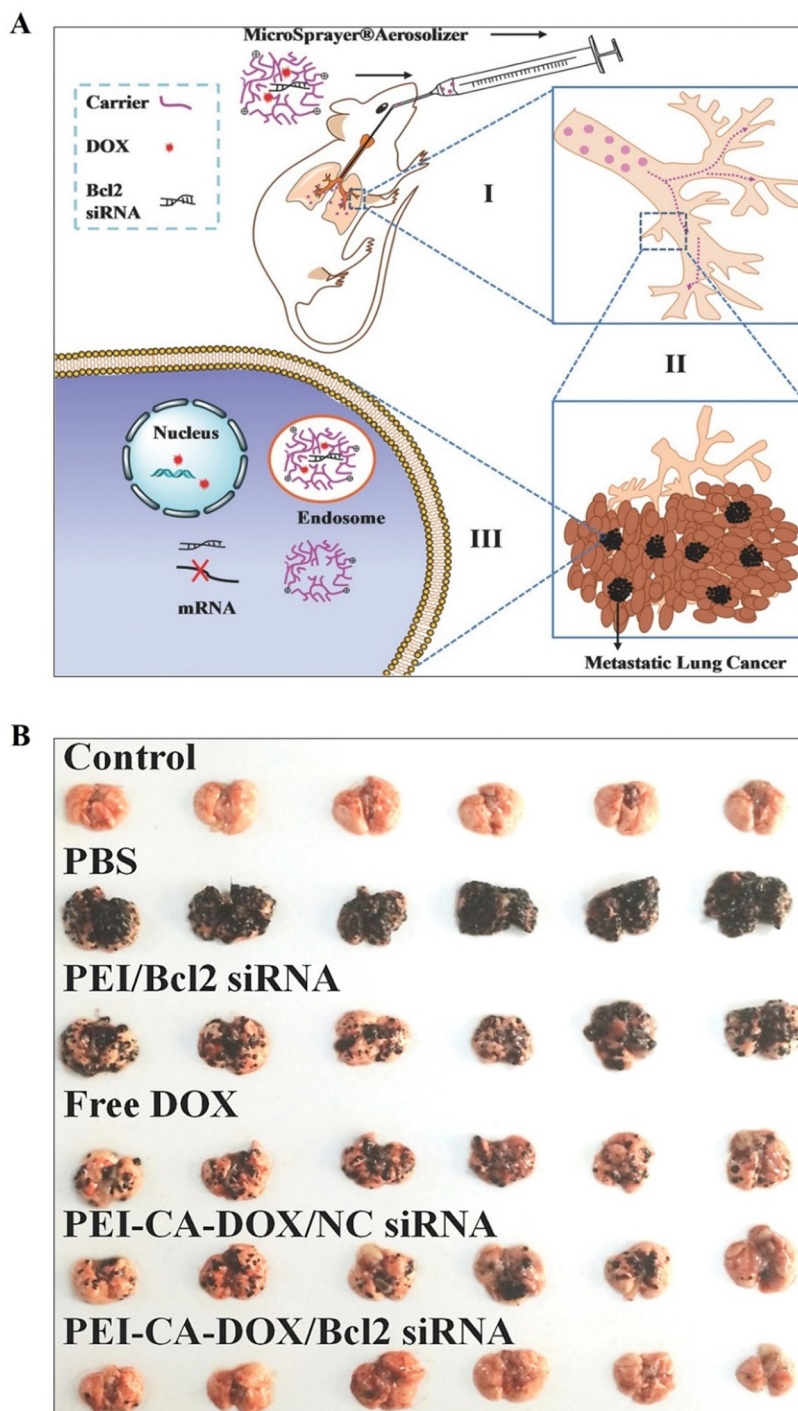 A
MicroSprayer®Aerosolizer
Carrier
DOX
Bcl2
siRNA
I
II
Nucleus
Endosome
III
mRNA
Metastatic Lung Cancer
B
Control
PBS
PEI/Bcl2 siRNA
Free DOX
PEI-CA-DOX/NC siRNA
PEI-CA-DOX/Bcl2 siRNA